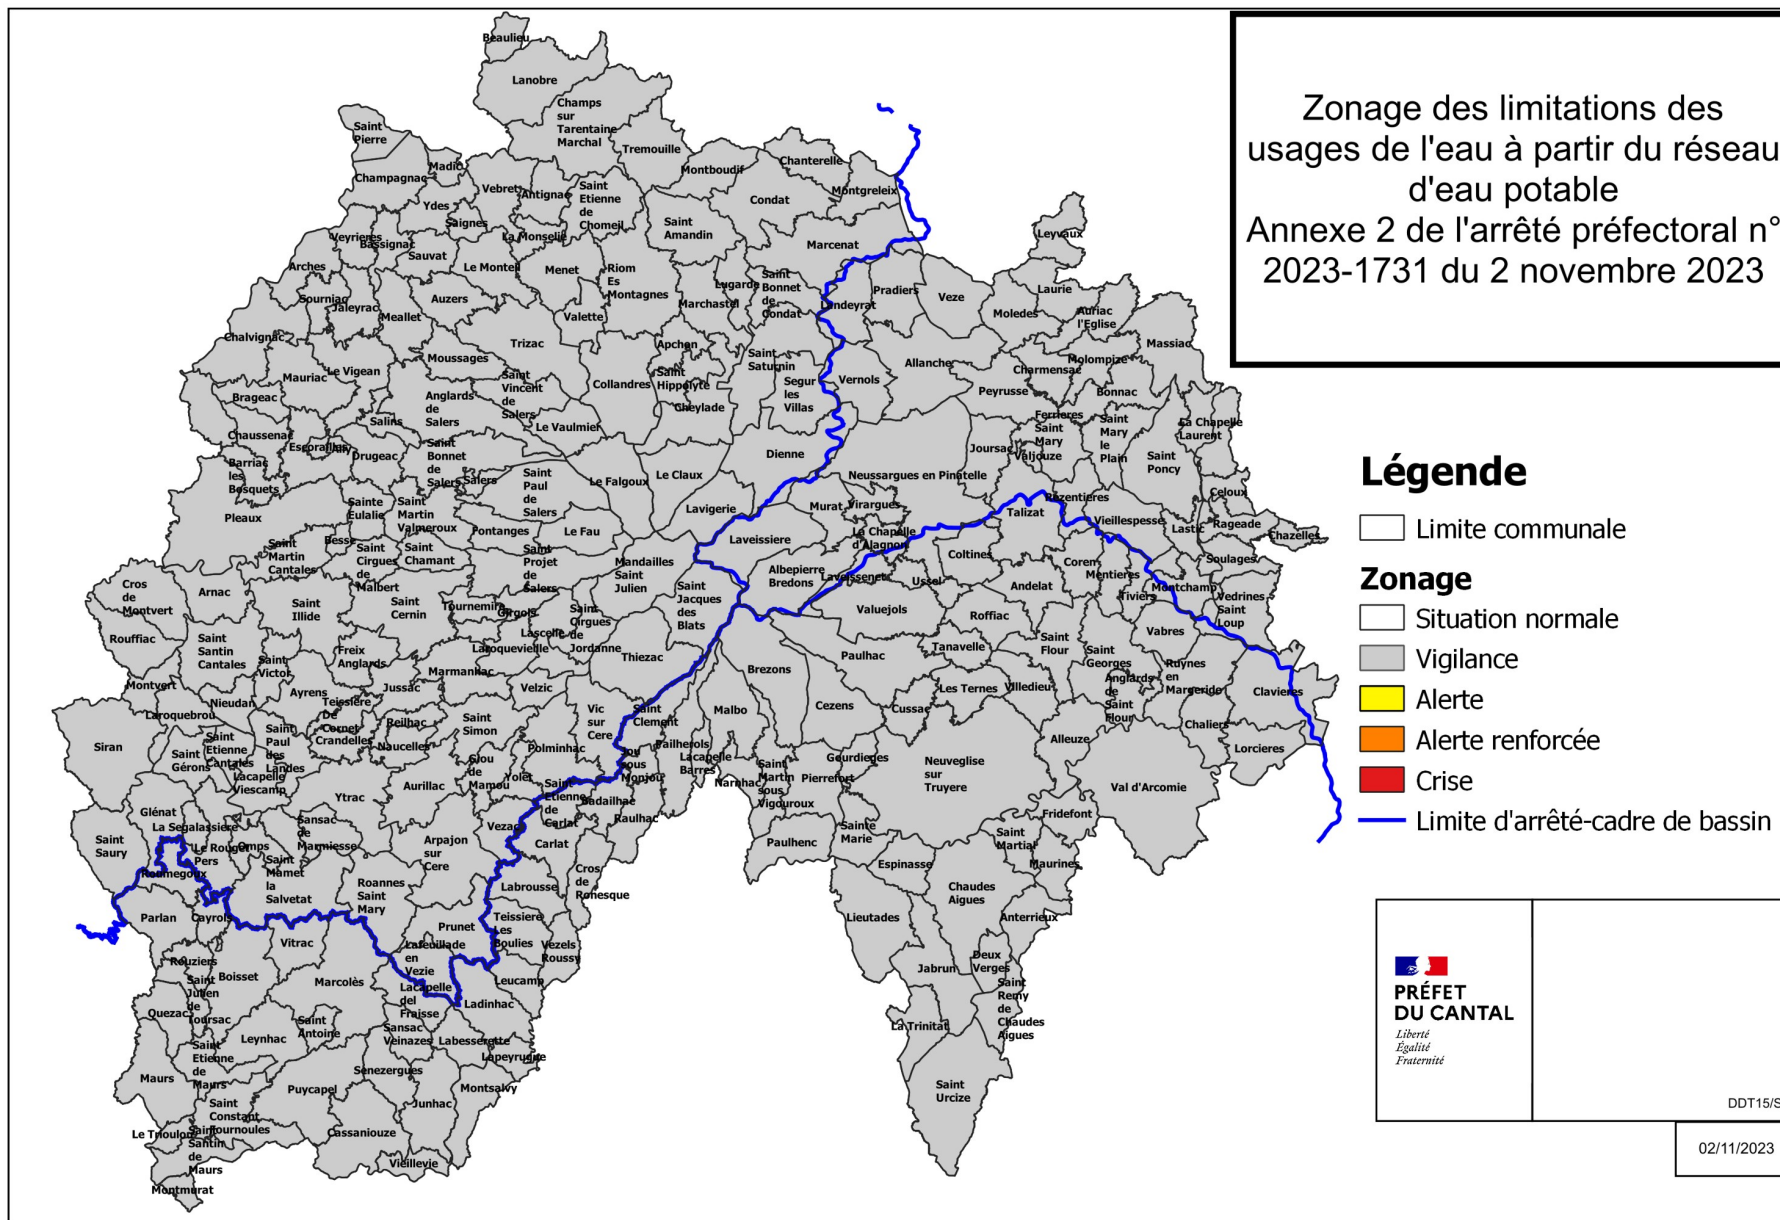 Zonage des limitations des
usages de l'eau à partir du réseau
d'eau potable
Annexe 2 de l'arrêté préfectoral n°
2023-1731 du 2 novembre 2023
Légende
Limite communale
Zonage
Situation normale
Vigilance
Alerte
Alerte renforcée
Crise
Limite d'arrêté-cadre de bassin
PRÉFET
DU CANTAL
Liberté
Égalité
Fraternité
DDT15/S
02/11/2023
Beaulieu
Lanobre
Champs
sur
Tarentaine
Marchal
Saint
Pierre
Tremouille
Madic
Champagnac
Vebret
Antignac
Saint
Etienne
de
Chomeil
Montboudif
Chanterelle
Montgreleix
Condat
Ydes
Saignes
La Monselie
Saint
Amandin
Marcenat
Leyvaux
Veyrieres
Bassignac
Sauvat
Le Monteil
Menet
Riom
Es
Montagnes
Arches
Sourniac
Jaleyrac
Meallet
Auzers
Valette
Marchastel
Lugarde
Saint
Bonnet
de
Condat
Landeyrat
Pradiers
Veze
Laurie
Moledes
Auriac
l'Eglise
Massiac
Chalvignac
Trizac
Apchon
Moussages
Mauriac
Le Vigean
Saint
Vincent
de
Salers
Collandres
Saint
Hippolyte
Cheylade
Saint
Saturnin
Segur
les
Villas
Vernols
Allanche
Charmensac
Molompize
Peyrusse
Bonnac
Brageac
Anglards
de
Salers
Salins
Le Vaulmier
Chaussenac
Escorailles
Ally
Drugeac
Saint
Bonnet
de
Salers
Salers
Barriac
les
Bosquets
Saint
Paul
de
Salers
Le Falgoux
Le Claux
Dienne
Neussargues en Pinatelle
Joursac
Ferrieres
Saint
Mary
Valjouze
Saint
Mary
le
Plain
Saint
Poncy
La Chapelle
Laurent
Pleaux
Sainte
Eulalie
Saint
Martin
Valmeroux
Pontanges
Le Fau
Lavigerie
Murat
Virargues
La Chapelle
d'Alagnon
Talizat
Rezentieres
Vieillespesse
Lastic
Celoux
Rageade
Chazelles
Saint
Martin
Cantales
Besse
Saint
Cirgues
de
Malbert
Saint
Chamant
Saint
Projet
de
Salers
Mandailles
Saint
Julien
Laveissiere
Albepierre
Bredons
Laveissenet
Ussel
Coltines
Andelat
Coren
Mentieres
Tiviers
Montchamp
Soulages
Vedrines
Saint
Loup
Cros
de
Montvert
Arnac
Rouffiac
Saint
Illide
Saint
Cernin
Tournemire
Girgols
Lascelle
Saint
Cirgues
de
Jordanne
Saint
Jacques
des
Blats
Valuejols
Roffiac
Saint
Flour
Saint
Georges
Vabres
Saint
Santin
Cantales
Saint
Victor
Freix
Anglards
Laroquevieille
Thiezac
Marmanhac
Brezons
Paulhac
Tanavelle
Les Ternes
Villedieu
Anglards
de
Saint
Flour
Ruynes
en
Margeride
Clavieres
Montvert
Laroquebrou
Nieudan
Ayrens
Jussac
Teissiere
De
Cornet
Crandelles
Reilhac
Naucelles
Velzic
Saint
Simon
Vic
sur
Cere
Saint
Clement
Malbo
Cezens
Cussac
Alleuze
Chaliers
Lorcieres
Siran
Saint
Gérons
Saint
Etienne
Cantales
Saint
Paul
des
Landes
Lacapelle
Viescamp
Ytrac
Aurillac
Giou
de
Mamou
Yolet
Polminhac
Jou
sous
Monjou
Pailherols
Lacapelle
Barres
Narnhac
Saint
Martin
sous
Vigouroux
Pierrefort
Gourdieges
Neuveglise
sur
Truyere
Val d'Arcomie
Glénat
La Segalassiere
Saint
Saury
Le Rouget
Pers
Omps
Sansac
de
Marmiesse
Saint
Mamet
la
Salvetat
Arpajon
sur
Cere
Vezac
Saint
Etienne
de
Carlat
Badailhac
Raulhac
Carlat
Paulhenc
Sainte
Marie
Espinasse
Saint
Martial
Fridefont
Maurines
Roumegoux
Roannes
Saint
Mary
Labrousse
Cros
de
Ronesque
Chaudes
Aigues
Lieutades
Anterrieux
Parlan
Cayrols
Vitrac
Prunet
Teissiere
Les
Boulies
Lafeuillade
en
Vezie
Vezels
Roussy
Jabrun
Deux
Verges
Rouziers
Boisset
Saint
Julien
de
Toursac
Marcolès
Lacapelle
del
Fraisse
Leucamp
Ladinhac
Saint
Remy
de
Chaudes
Aigues
Quezac
Saint
Antoine
Leynhac
Sansac
Veinazes
Labesserette
Lapeyrugue
La Trinitat
Saint
Etienne
de
Maurs
Maurs
Puycapel
Senezergues
Montsalvy
Junhac
Saint
Urcize
Saint
Constant
Fournoules
Le Trioulou
Saint
Santin
de
Maurs
Cassaniouze
Vieillevie
Montmurat